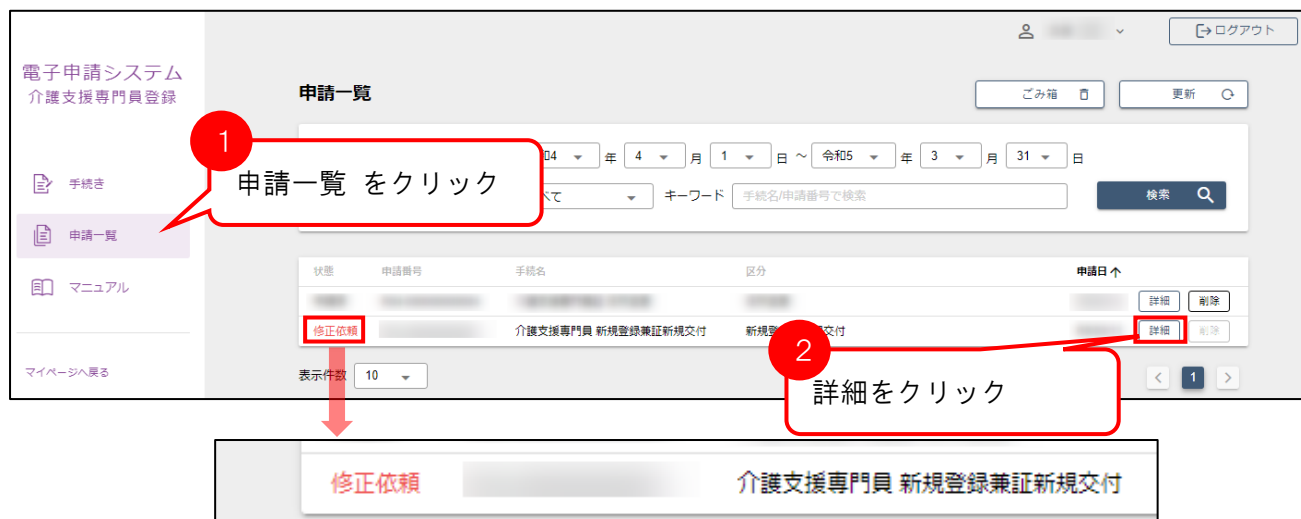 ログアウト
電子申請システム
介護支援専門員登録
申請一覧
ごみ箱
更新
1
申請一覧 をクリック
年 4 月 1 日 ~ 令和5 年 3 月 31 日
キーワード 手続名/申請番号で検索
検索
手続き
申請一覧
マニュアル
状態 申請番号 手続名 区分 申請日
詳細 削除
修正依頼 介護支援専門員 新規登録兼証新規交付 詳細 削除
2
詳細をクリック
マイページへ戻る
表示件数 10
< 1 >
修正依頼 介護支援専門員 新規登録兼証新規交付